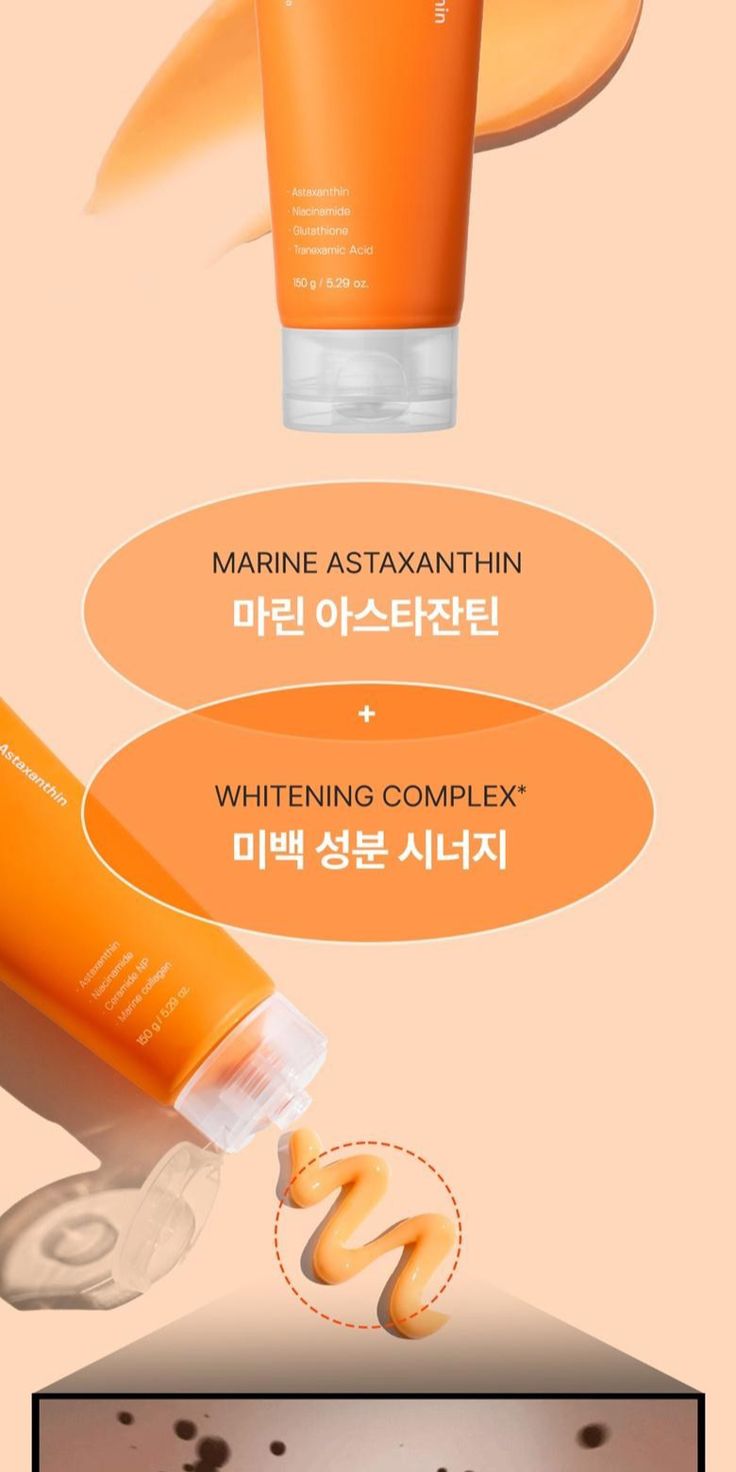 · Astaxanthin
· Niacinamide
· Glutathione
· Tranexamic Acid
150 g / 5.29 oz.
MARINE ASTAXANTHIN
마린 아스타잔틴
+
WHITENING COMPLEX*
미백 성분 시너지
Astaxanthin
· Astaxanthin
· Niacinamide
· Ceramide NP
· Marine collagen
150 g / 5.29 oz.